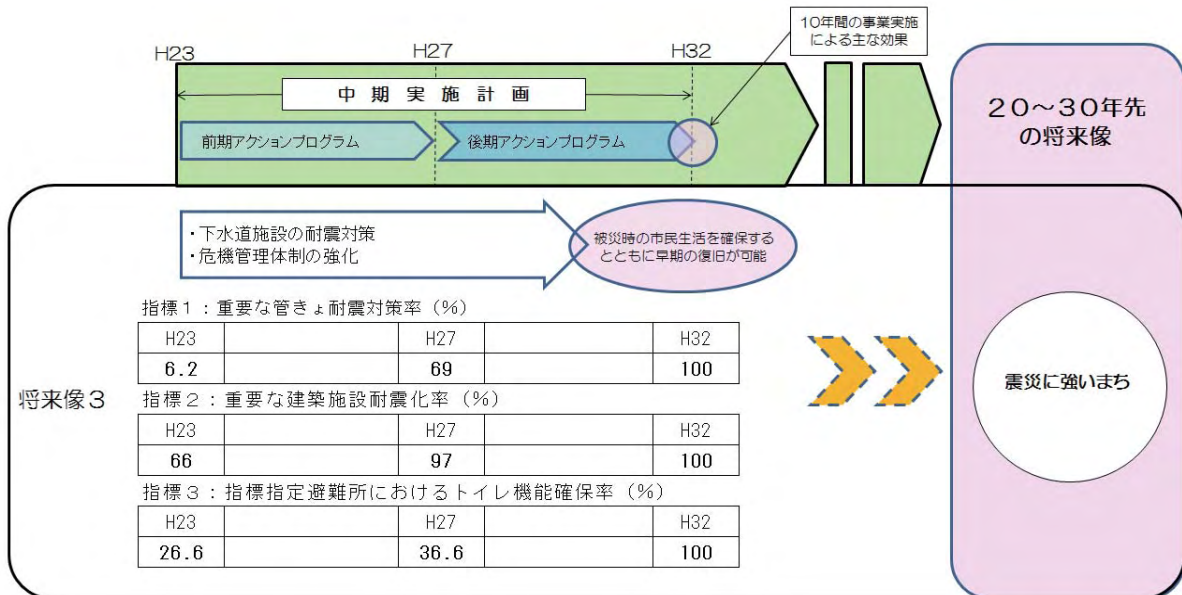 10年間の事業実施
による主な効果
H23
H27
H32
中期実施計画
前期アクションプログラム
後期アクションプログラム
20～30年先
の将来像
・下水道施設の耐震対策
・危機管理体制の強化
被災時の市民生活を確保する
とともに早期の復旧が可能
将来像3
指標1：重要な管きょ耐震対策率（%）
H23 H27 H32
6.2 69 100
指標2：重要な建築施設耐震化率（%）
H23 H27 H32
66 97 100
指標3：指標指定避難所におけるトイレ機能確保率（%）
H23 H27 H32
26.6 36.6 100
震災に強いまち